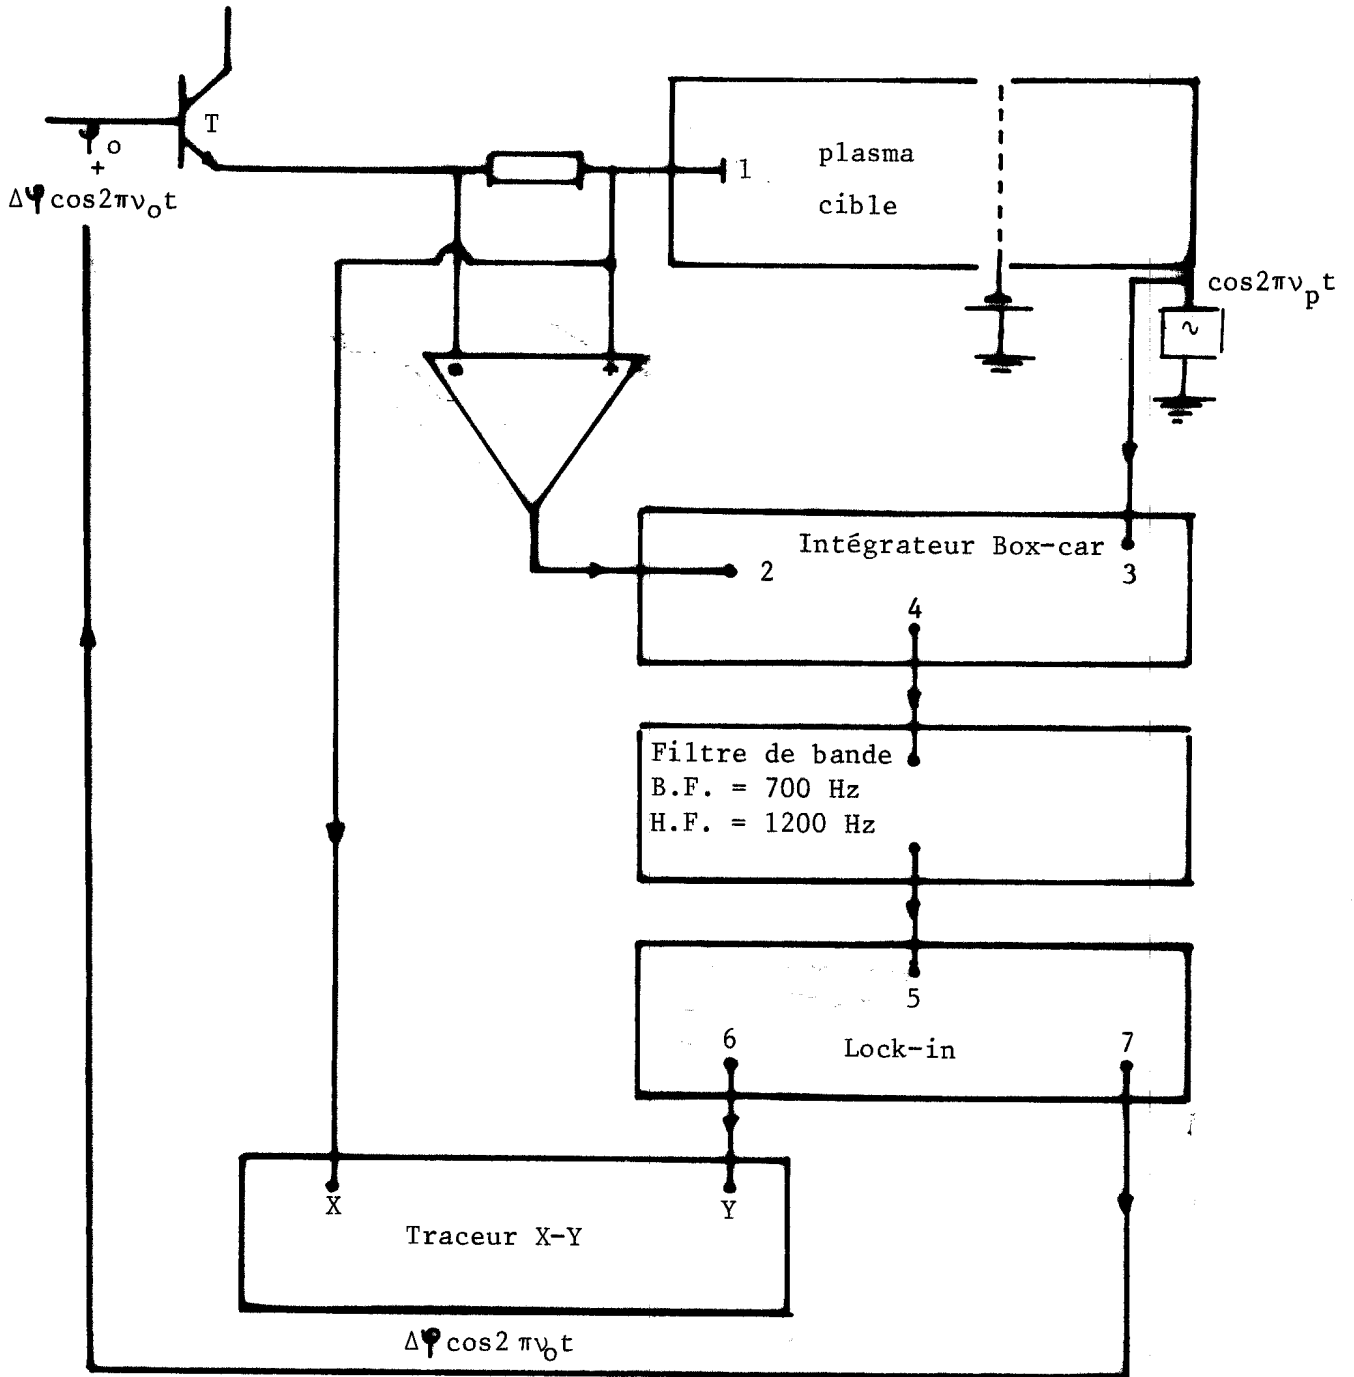 T
φo
+
Δφcos2πνot
1
plasma
cible
cos2πνpt
~
+
Intégrateur Box-car
2
3
4
Filtre de bande
B.F. = 700 Hz
H.F. = 1200 Hz
5
6
Lock-in
7
X
Y
Traceur X-Y
Δφcos2πνot